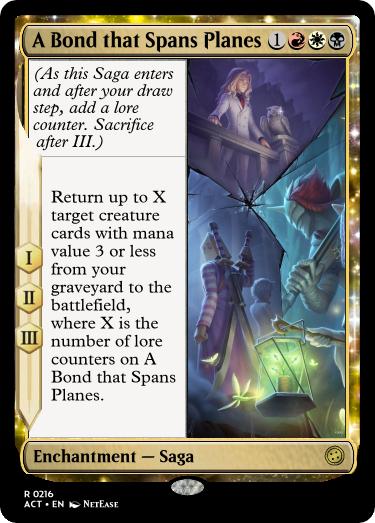 A Bond that Spans Planes 1
(As this Saga enters
and after your draw
step, add a lore
counter. Sacrifice
after III.)
I
II
III
Return up to X
target creature
cards with mana
value 3 or less
from your
graveyard to the
battlefield,
where X is the
number of lore
counters on A
Bond that Spans
Planes.
Enchantment — Saga
R 0216
ACT • EN NetEase